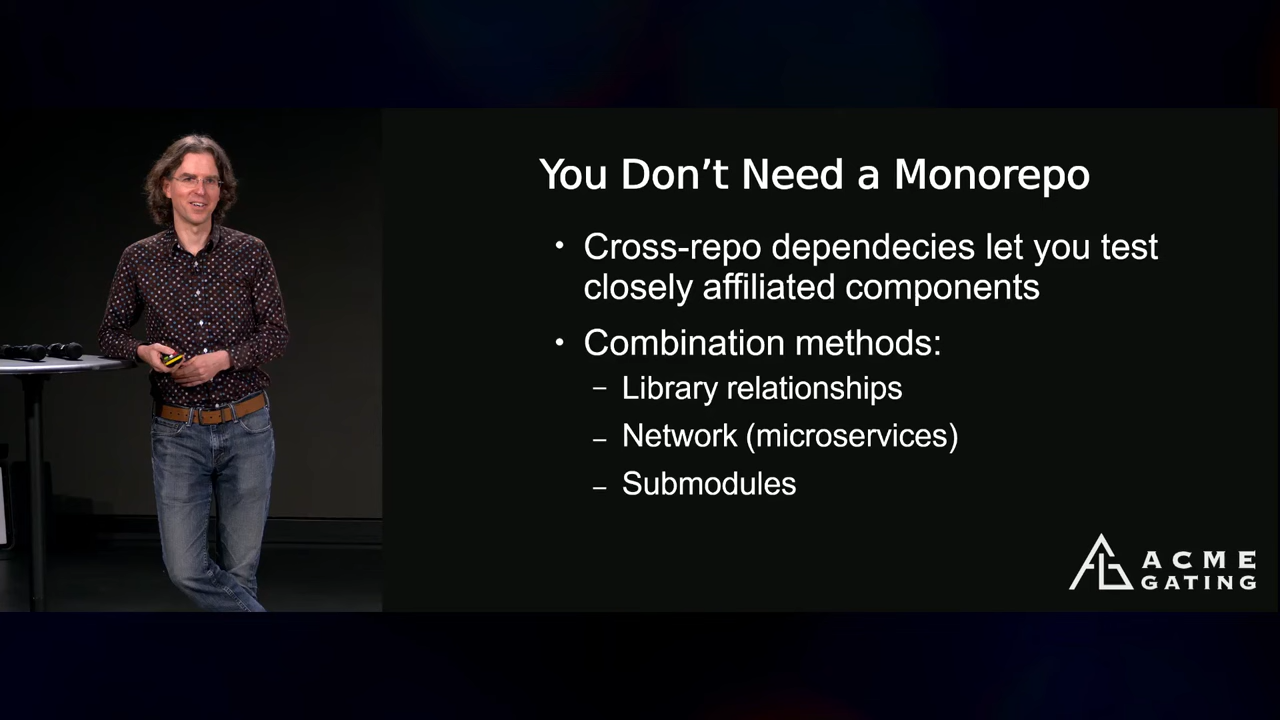 You Don’t Need a Monorepo
• Cross-repo dependecies let you test
closely affiliated components
• Combination methods:
– Library relationships
– Network (microservices)
– Submodules
ACME
GATING